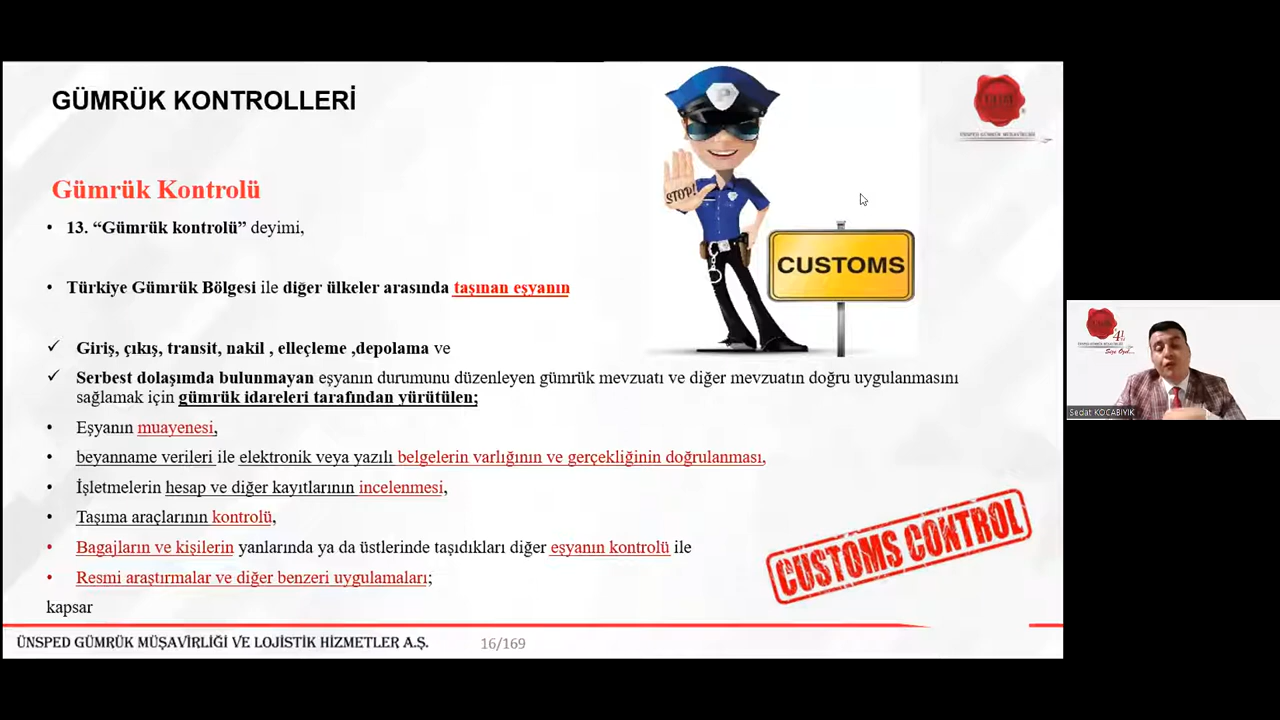 GÜMRÜK KONTROLLERİ
Gümrük Kontrolü
• 13. “Gümrük kontrolü” deyimi,
• Türkiye Gümrük Bölgesi ile diğer ülkeler arasında taşınan eşyanın
✓ Giriş, çıkış, transit, nakil , elleçleme ,depolama ve
✓ Serbest dolaşımda bulunmayan eşyanın durumunu düzenleyen gümrük mevzuatı ve diğer mevzuatın doğru uygulanmasını
sağlamak için gümrük idareleri tarafından yürütülen;
• Eşyanın muayenesi,
• beyanname verileri ile elektronik veya yazılı belgelerin varlığının ve gerçekliğinin doğrulanması,
• İşletmelerin hesap ve diğer kayıtlarının incelenmesi,
• Taşıma araçlarının kontrolü,
• Bagajların ve kişilerin yanlarında ya da üstlerinde taşıdıkları diğer eşyanın kontrolü ile
• Resmi araştırmalar ve diğer benzeri uygulamaları;
kapsar
STOP!
CUSTOMS
CUSTOMS CONTROL
ÜNSPED GÜMRÜK MÜŞAVİRLİĞİ
ÜNSPED GÜMRÜK MÜŞAVİRLİĞİ VE LOJİSTİK HİZMETLER A.Ş.
16/169
Sedat KOCABIYIK